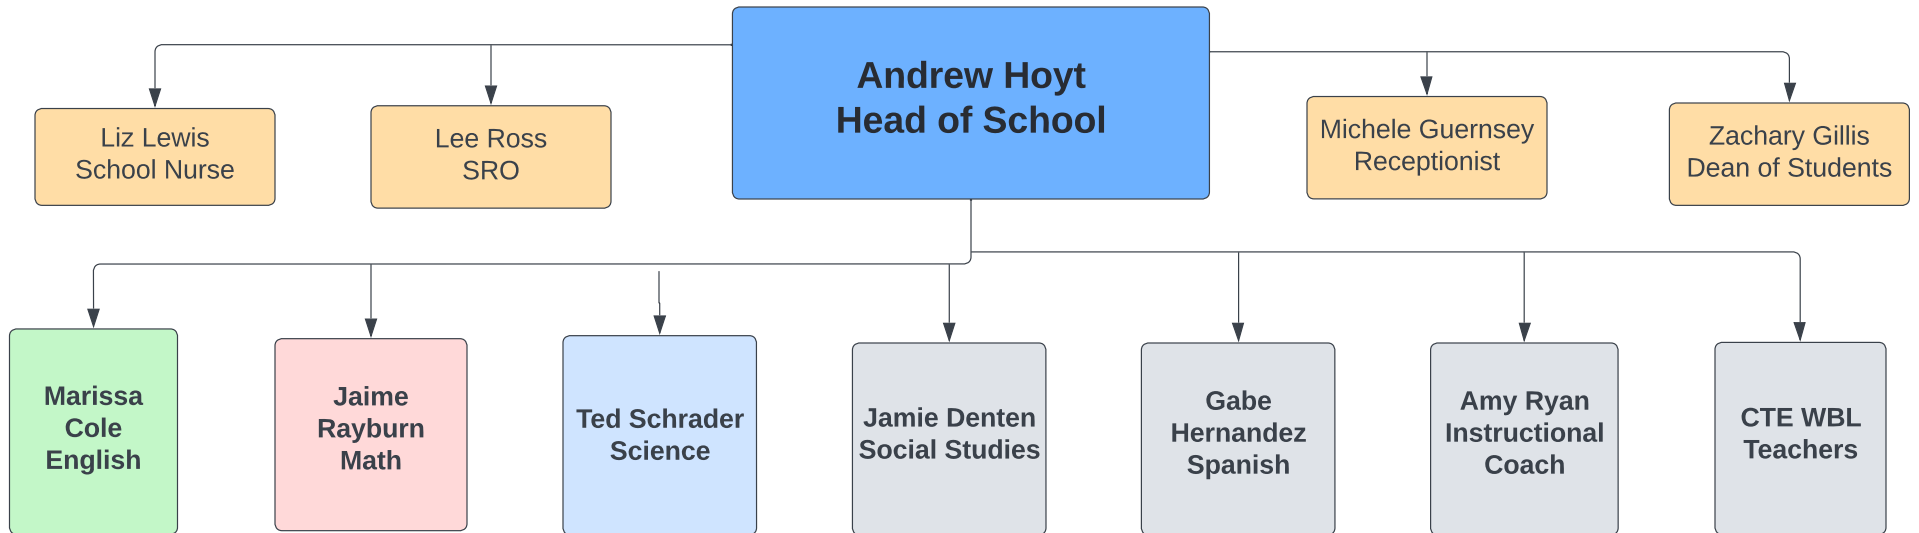 Andrew Hoyt
Head of School
Liz Lewis
School Nurse
Lee Ross
SRO
Michele Guernsey
Receptionist
Zachary Gillis
Dean of Students
Marissa
Cole
English
Jaime
Rayburn
Math
Ted Schrader
Science
Jamie Denten
Social Studies
Gabe
Hernandez
Spanish
Amy Ryan
Instructional
Coach
CTE WBL
Teachers